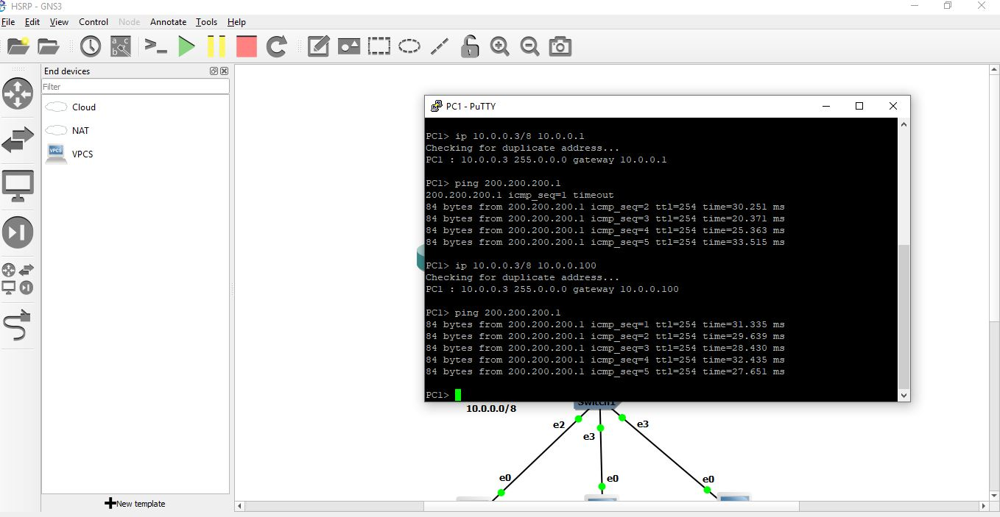 HSRP - GNS3
File Edit View Control Node Annotate Tools Help
End devices
Filter
Cloud
NAT
VPCS
VPCS
New template
PC1 - PuTTY
PC1> ip 10.0.0.3/8 10.0.0.1
Checking for duplicate address...
PC1 : 10.0.0.3 255.0.0.0 gateway 10.0.0.1
PC1> ping 200.200.200.1
200.200.200.1 icmp_seq=1 timeout
84 bytes from 200.200.200.1 icmp_seq=2 ttl=254 time=30.251 ms
84 bytes from 200.200.200.1 icmp_seq=3 ttl=254 time=20.371 ms
84 bytes from 200.200.200.1 icmp_seq=4 ttl=254 time=25.363 ms
84 bytes from 200.200.200.1 icmp_seq=5 ttl=254 time=33.515 ms
PC1> ip 10.0.0.3/8 10.0.0.100
Checking for duplicate address...
PC1 : 10.0.0.3 255.0.0.0 gateway 10.0.0.100
PC1> ping 200.200.200.1
84 bytes from 200.200.200.1 icmp_seq=1 ttl=254 time=31.335 ms
84 bytes from 200.200.200.1 icmp_seq=2 ttl=254 time=29.639 ms
84 bytes from 200.200.200.1 icmp_seq=3 ttl=254 time=28.430 ms
84 bytes from 200.200.200.1 icmp_seq=4 ttl=254 time=32.435 ms
84 bytes from 200.200.200.1 icmp_seq=5 ttl=254 time=27.651 ms
PC1>
Switch1
10.0.0.0/8
e2
e3
e3
e0
e0
e0